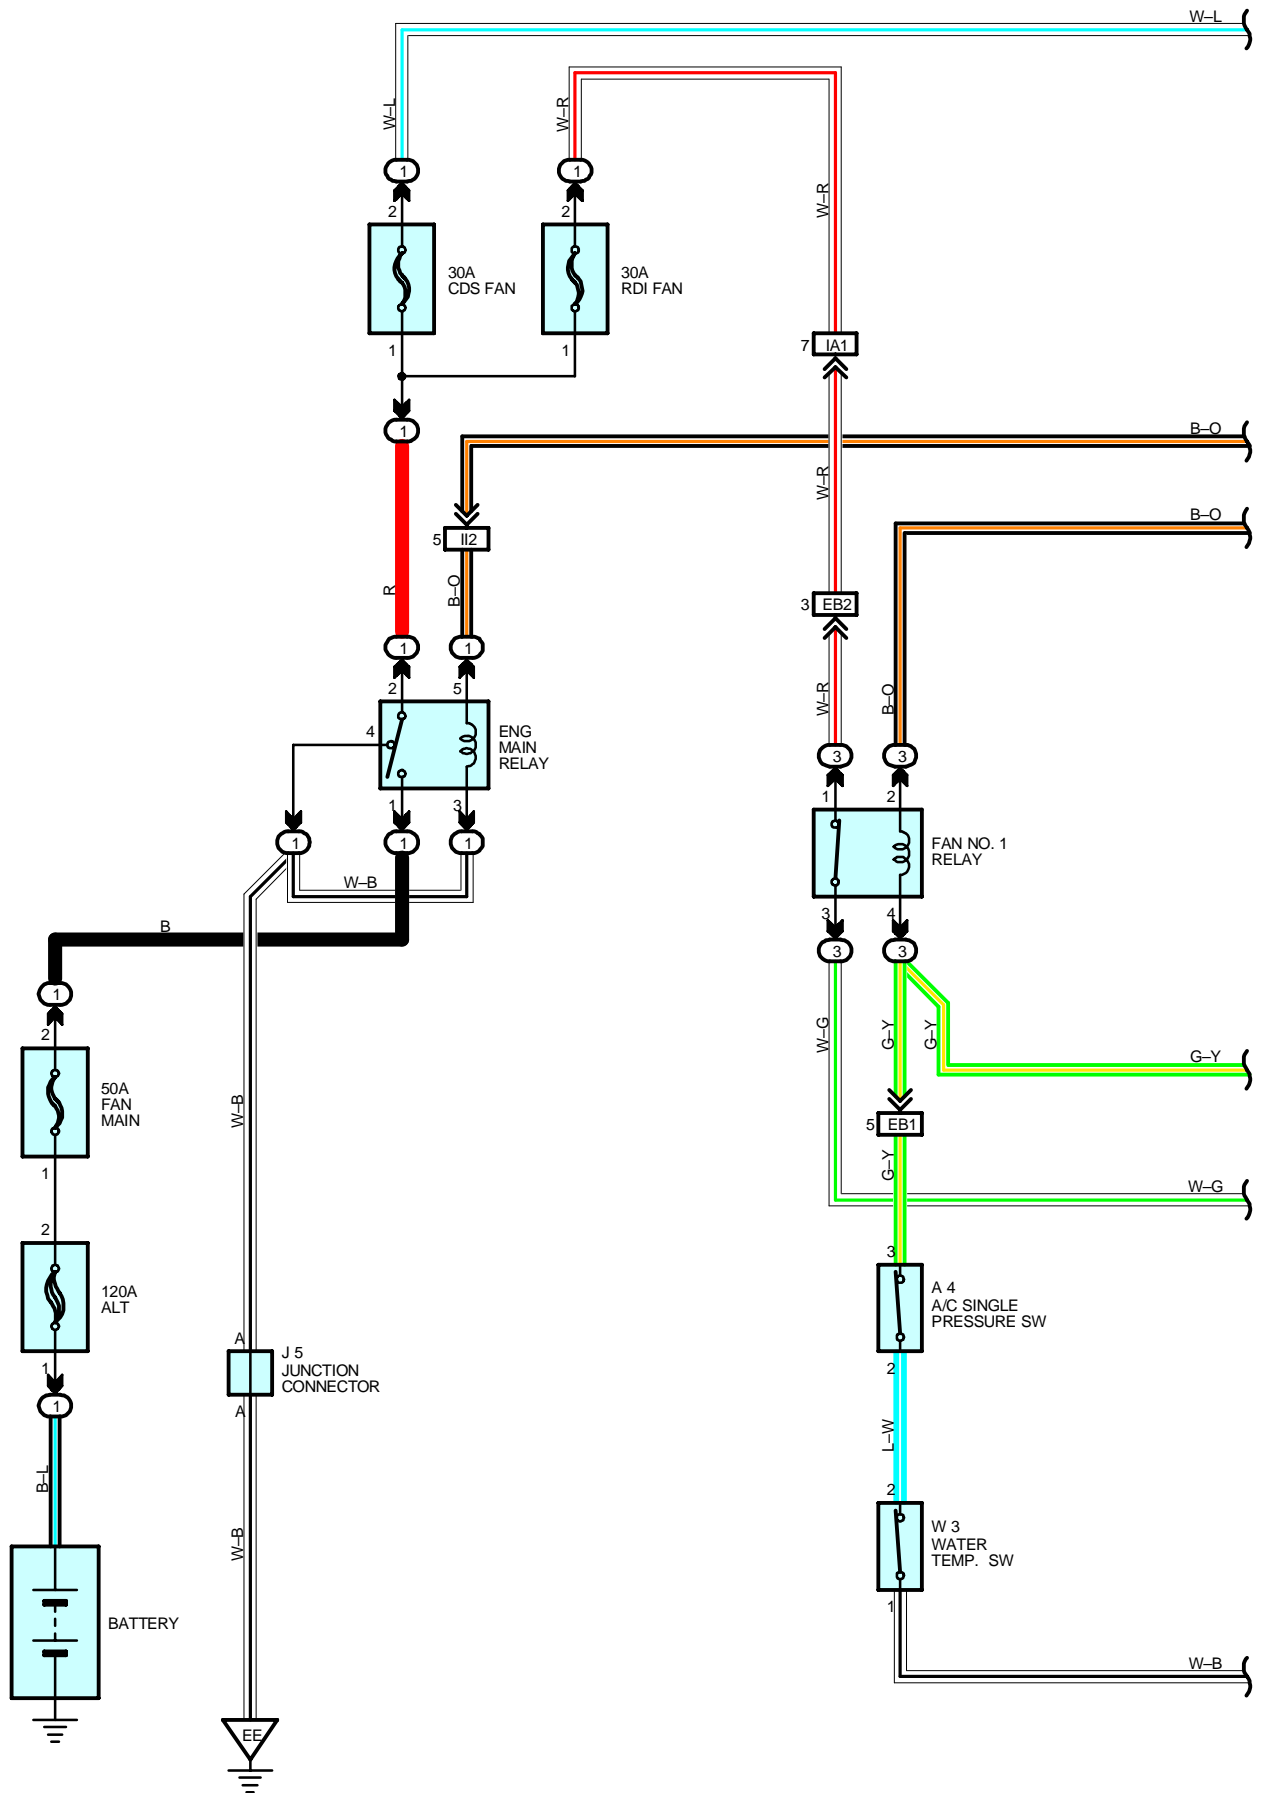 W–L
W–L
W–R
1
1
W–R
2
2
30A
CDS FAN
30A
RDI FAN
1
1
7
IA1
1
B–O
W–R
B–O
5
II2
R
B–O
3
EB2
1
1
W–R
B–O
2
5
4
ENG
MAIN
RELAY
3
3
1
2
1
3
1
1
1
FAN NO. 1
RELAY
W–B
3
4
B
3
3
1
W–G
G–Y
G–Y
2
G–Y
50A
FAN
MAIN
W–B
5
EB1
1
G–Y
W–G
2
3
120A
ALT
A 4
A/C SINGLE
PRESSURE SW
A
J 5
JUNCTION
CONNECTOR
1
2
1
A
L–W
B–L
2
W–B
W 3
WATER
TEMP. SW
1
BATTERY
W–B
EE